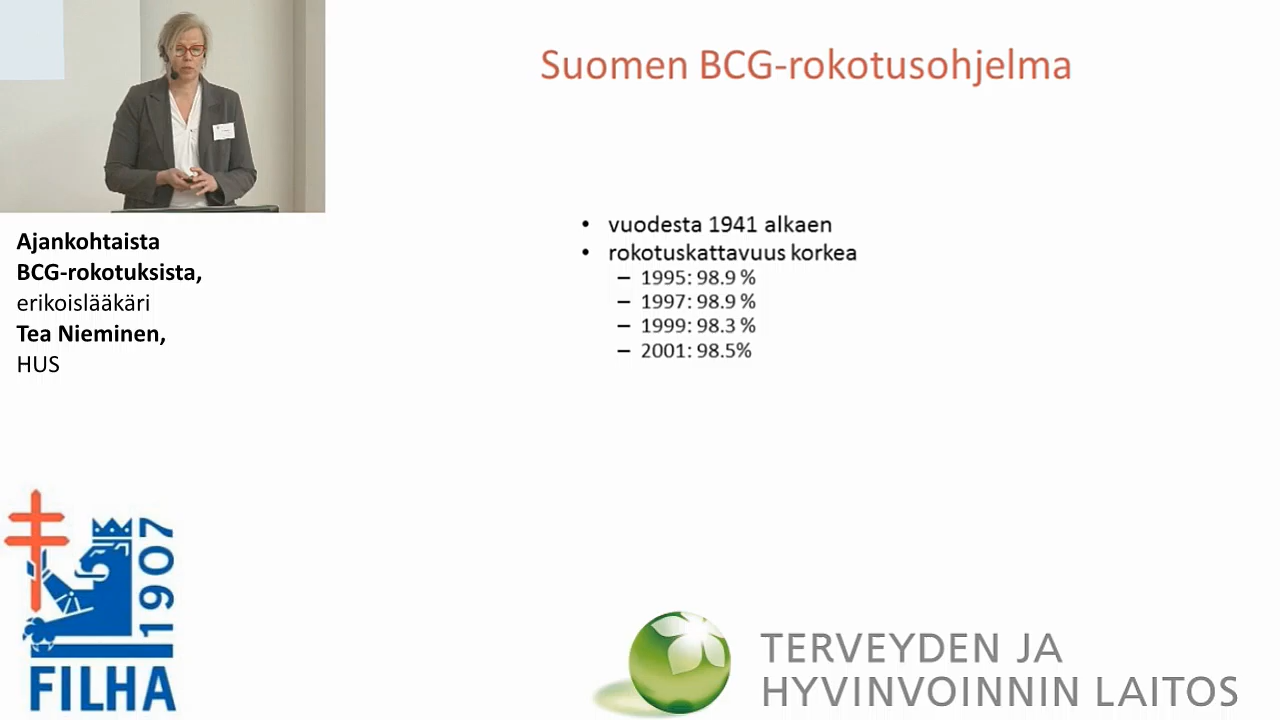 Suomen BCG-rokotusohjelma
• vuodesta 1941 alkaen
• rokotuskattavuus korkea
– 1995: 98.9 %
– 1997: 98.9 %
– 1999: 98.3 %
– 2001: 98.5%
Ajankohtaista
BCG-rokotuksista,
erikoislääkäri
Tea Nieminen,
HUS
1907
FILHA
TERVEYDEN JA
HYVINVOINNIN LAITOS